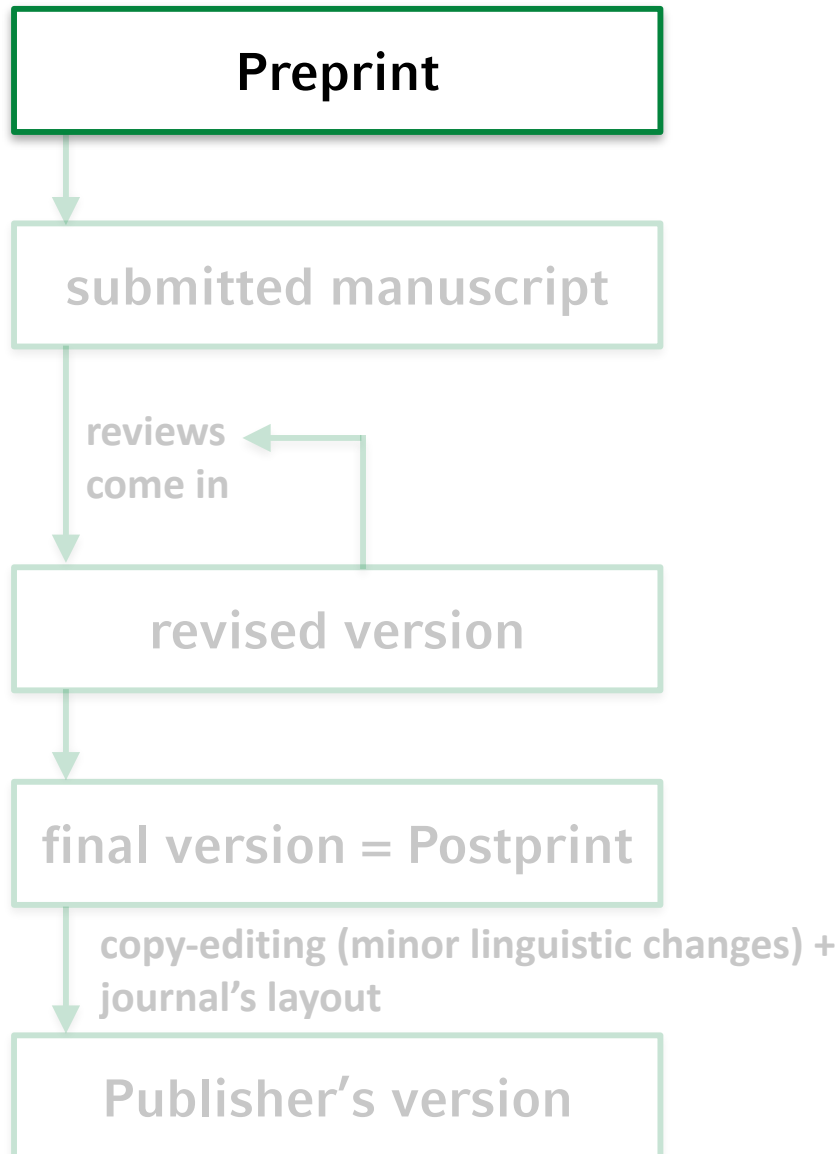 Preprint
submitted manuscript
reviews
come in
revised version
final version = Postprint
copy-editing (minor linguistic changes) +
journal’s layout
Publisher’s version